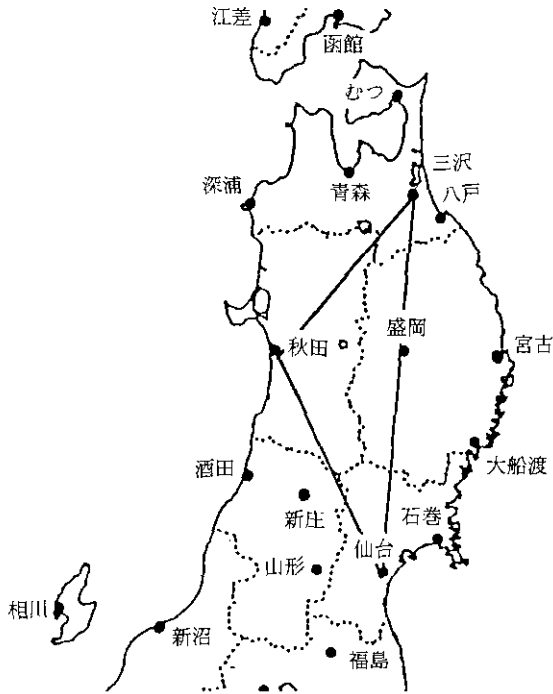 江差
函館
むつ
三沢
深浦
青森
八戸
秋田
盛岡
宮古
酒田
大船渡
新庄
石巻
仙台
山形
相川
新沼
福島